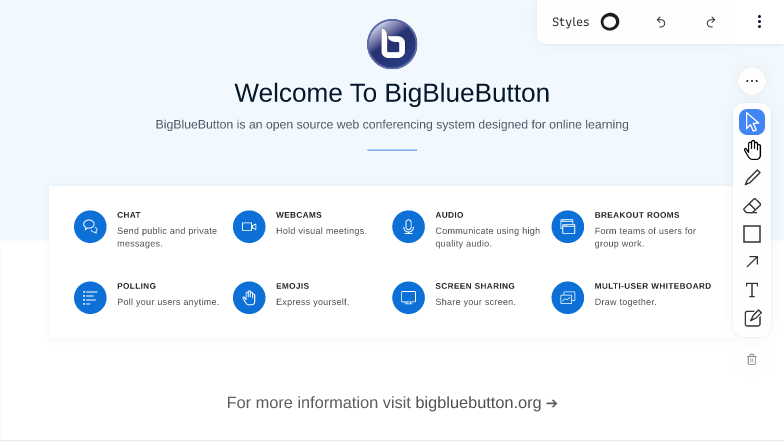 Styles
Welcome To BigBlueButton
BigBlueButton is an open source web conferencing system designed for online learning
CHAT
Send public and private
messages.
WEBCAMS
Hold visual meetings.
AUDIO
Communicate using high
quality audio.
BREAKOUT ROOMS
Form teams of users for
group work.
POLLING
Poll your users anytime.
EMOJIS
Express yourself.
SCREEN SHARING
Share your screen.
MULTI-USER WHITEBOARD
Draw together.
For more information visit bigbluebutton.org →